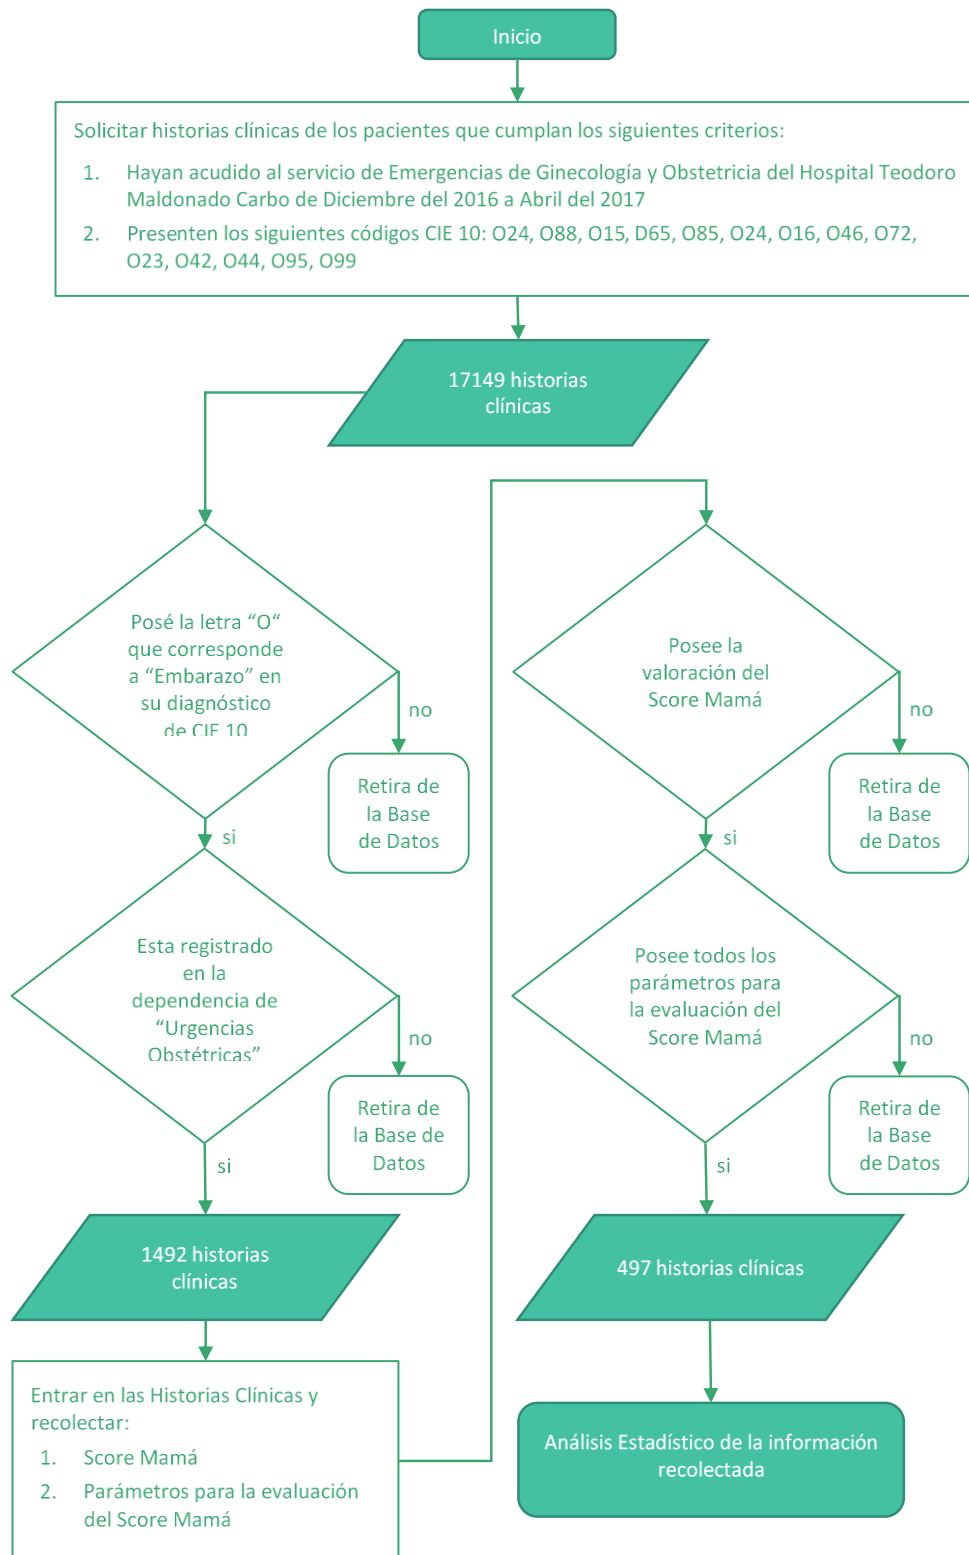 Inicio
Solicitar historias clínicas de los pacientes que cumplan los siguientes criterios:
1. Hayan acudido al servicio de Emergencias de Ginecología y Obstetricia del Hospital Teodoro
Maldonado Carbo de Diciembre del 2016 a Abril del 2017
2. Presenten los siguientes códigos CIE 10: O24, O88, O15, D65, O85, O24, O16, O46, O72,
O23, O42, O44, O95, O99
17149 historias
clínicas
Posé la letra “O“
que corresponde
a “Embarazo” en
su diagnóstico
de CIE 10
no
Retira de
la Base
de Datos
si
Esta registrado
en la
dependencia de
“Urgencias
Obstétricas”
no
Retira de
la Base de
Datos
si
1492 historias
clínicas
Entrar en las Historias Clínicas y
recolectar:
1. Score Mamá
2. Parámetros para la evaluación
del Score Mamá
Posee la
valoración del
Score Mamá
no
Retira de
la Base
de Datos
si
Posee todos los
parámetros para
la evaluación del
Score Mamá
no
Retira de
la Base
de Datos
si
497 historias clínicas
Análisis Estadístico de la información
recolectada